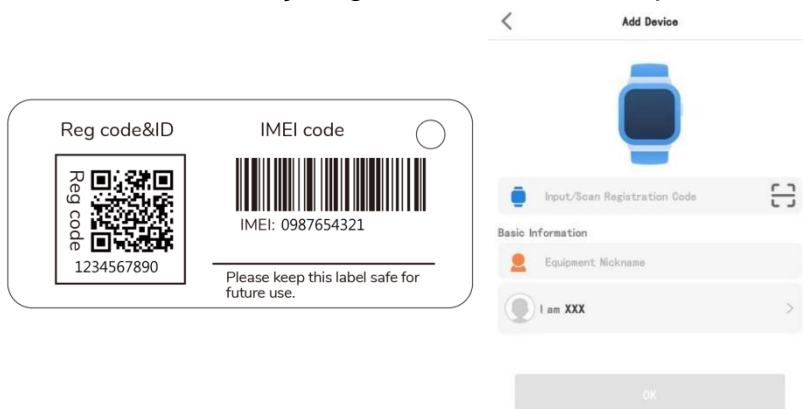 Reg code&ID
Reg code
1234567890
IMEI code
IMEI: 0987654321
Please keep this label safe for
future use.
Add Device
Input/Scan Registration Code
Basic Information
Equipment Nickname
I am XXX
OK